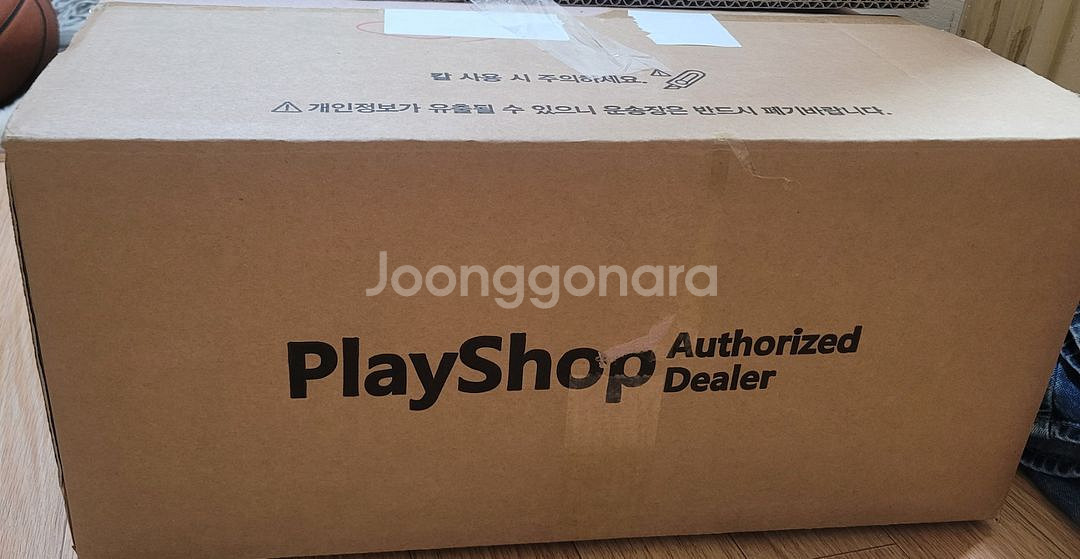 칼 사용 시 주의하세요.
⚠ 개인정보가 유출될 수 있으니 운송장은 반드시 폐기바랍니다.
Joonggonara
PlayShop Authorized
Dealer